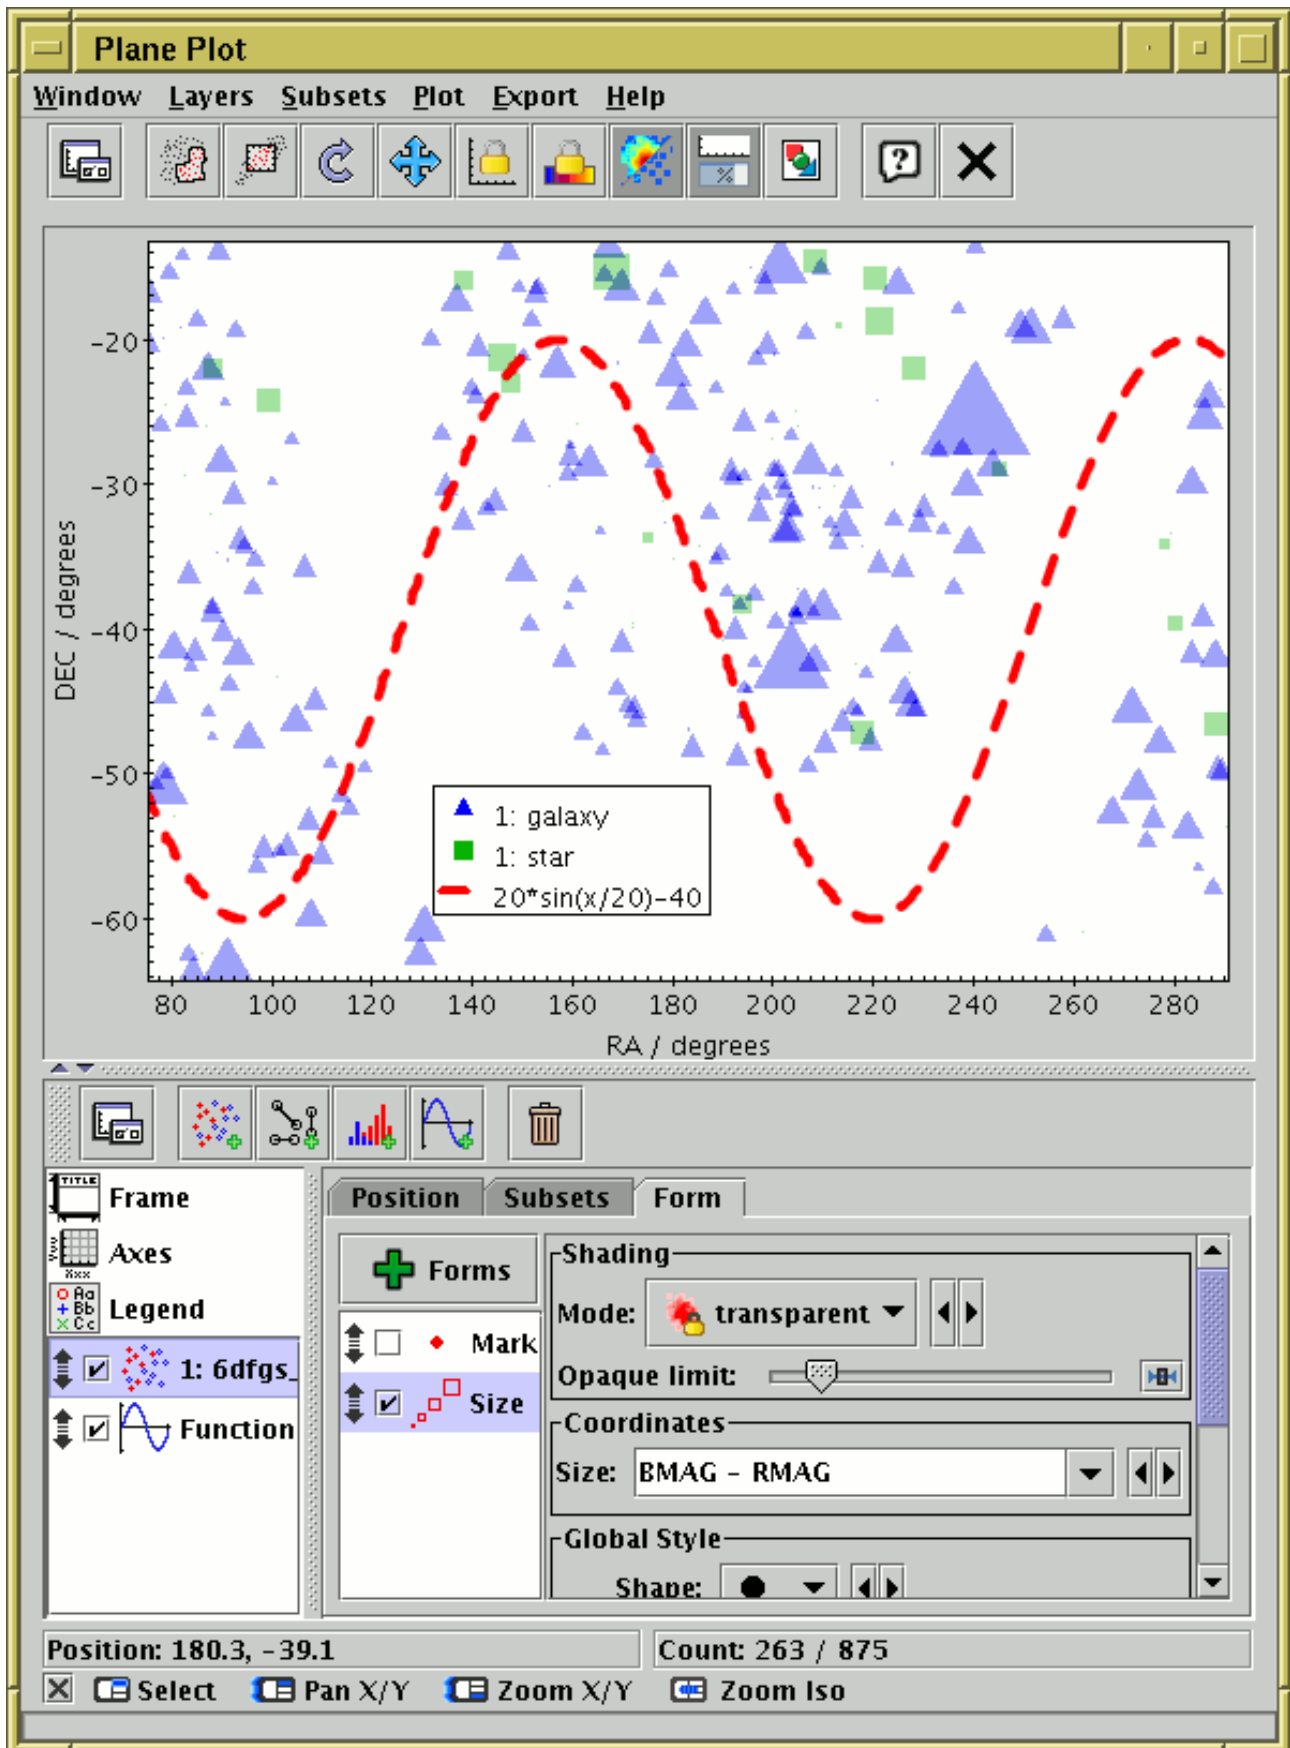 Plane Plot
Window Layers Subsets Plot Export Help
-20
-30
-40
-50
-60
DEC / degrees
1: galaxy
1: star
20*sin(x/20)-40
80 100 120 140 160 180 200 220 240 260 280
RA / degrees
Frame
Axes
Legend
1: 6dfgs_
Function
Position Subsets Form
Forms
Mark
Size
Shading
Mode: transparent
Opaque limit:
Coordinates
Size: BMAG - RMAG
Global Style
Shape:
Position: 180.3, -39.1
Count: 263 / 875
Select Pan X/Y Zoom X/Y Zoom Iso